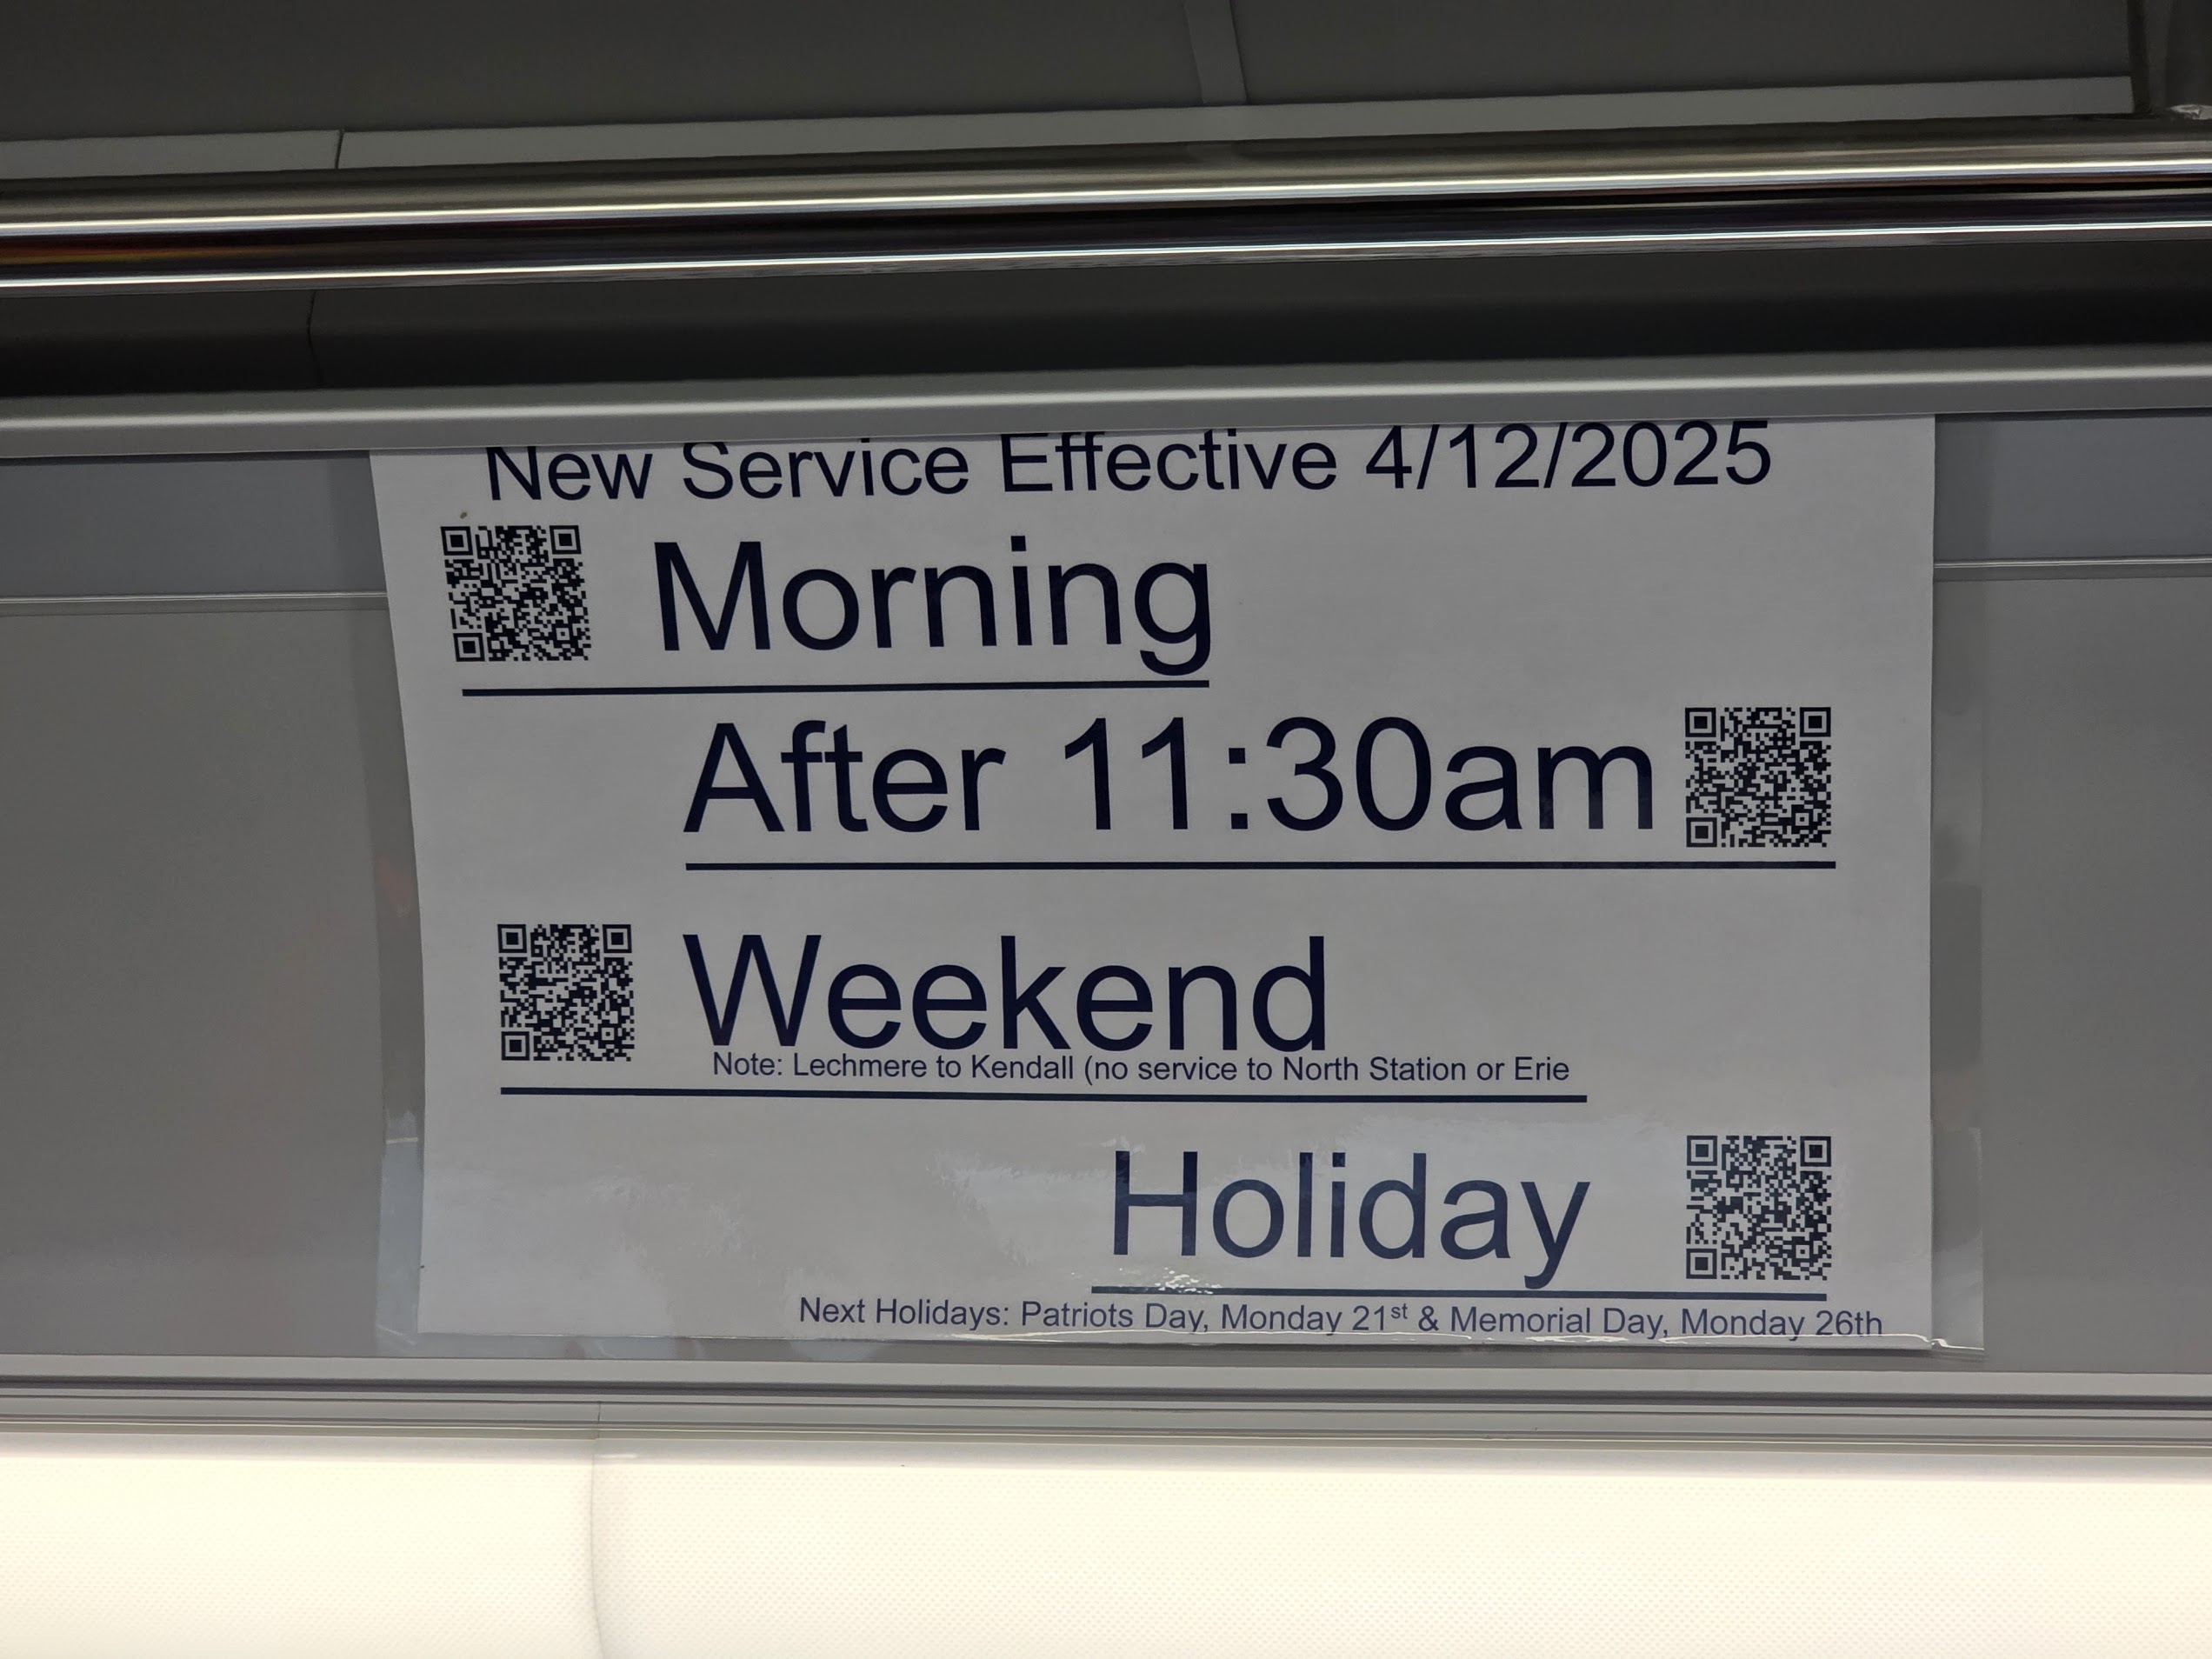 New Service Effective 4/12/2025
Morning
After 11:30am
Weekend
Note: Lechmere to Kendall (no service to North Station or Erie
Holiday
Next Holidays: Patriots Day, Monday 21st & Memorial Day, Monday 26th